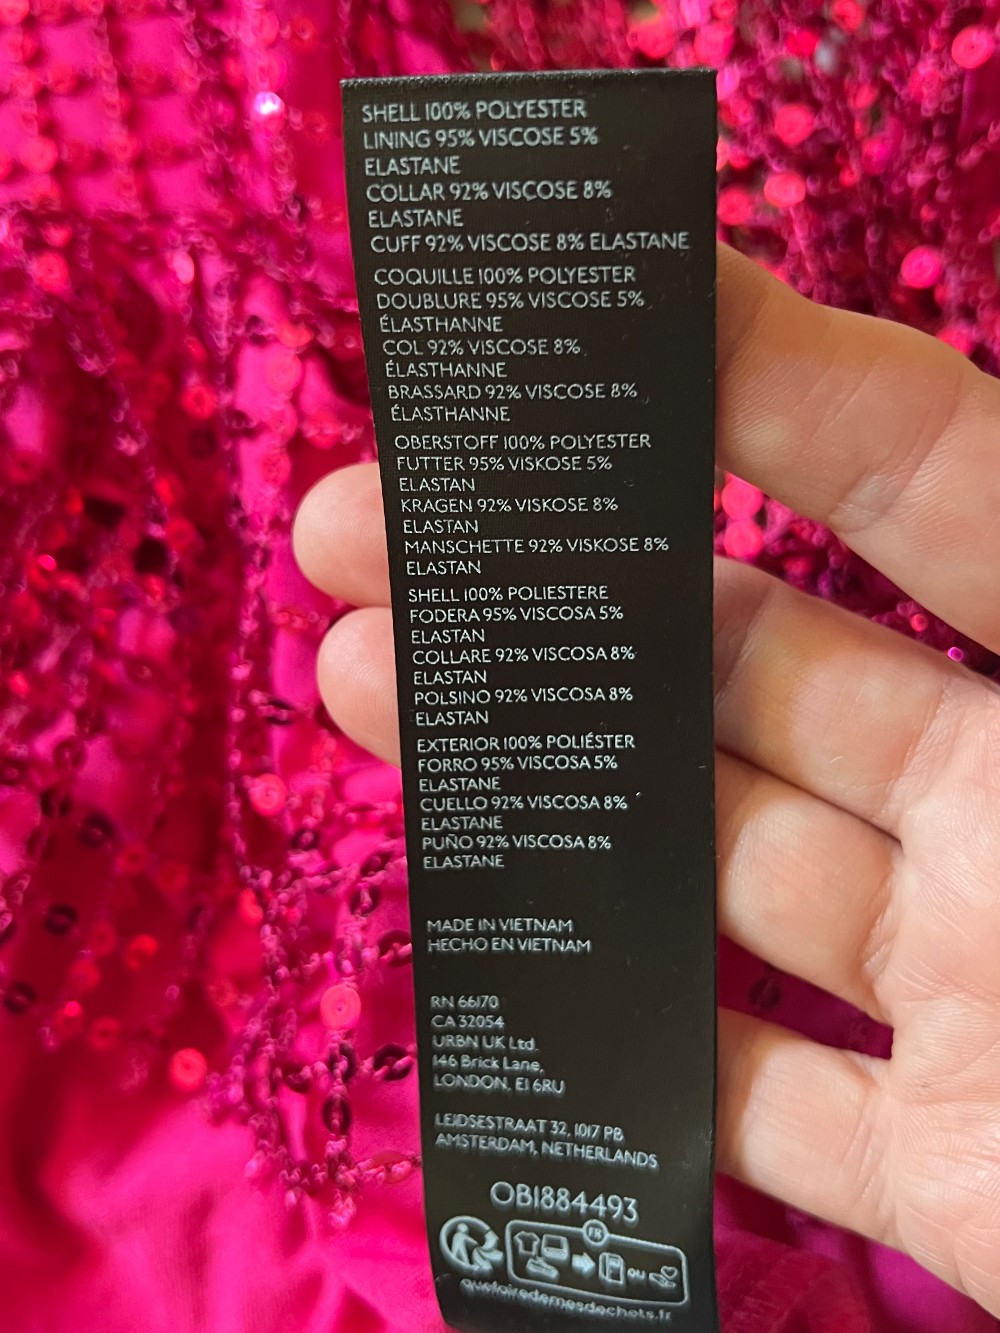 SHELL 100% POLYESTER
LINING 95% VISCOSE 5%
ELASTANE
COLLAR 92% VISCOSE 8%
ELASTANE
CUFF 92% VISCOSE 8% ELASTANE
COQUILLE 100% POLYESTER
DOUBLURE 95% VISCOSE 5%
ÉLASTHANNE
COL 92% VISCOSE 8%
ÉLASTHANNE
BRASSARD 92% VISCOSE 8%
ÉLASTHANNE
OBERSTOFF 100% POLYESTER
FUTTER 95% VISKOSE 5%
ELASTAN
KRAGEN 92% VISKOSE 8%
ELASTAN
MANSCHETTE 92% VISKOSE 8%
ELASTAN
SHELL 100% POLIESTERE
FODERA 95% VISCOSA 5%
ELASTAN
COLLARE 92% VISCOSA 8%
ELASTAN
POLSINO 92% VISCOSA 8%
ELASTAN
EXTERIOR 100% POLIÉSTER
FORRO 95% VISCOSA 5%
ELASTANE
CUELLO 92% VISCOSA 8%
ELASTANE
PUÑO 92% VISCOSA 8%
ELASTANE
MADE IN VIETNAM
HECHO EN VIETNAM
RN 66170
CA 32054
URBN UK Ltd.
146 Brick Lane,
LONDON, E1 6RU
LEIDSESTRAAT 32, 1017 PB
AMSTERDAM, NETHERLANDS
OB1884493
FR
OU
quefairedemesdechets.fr